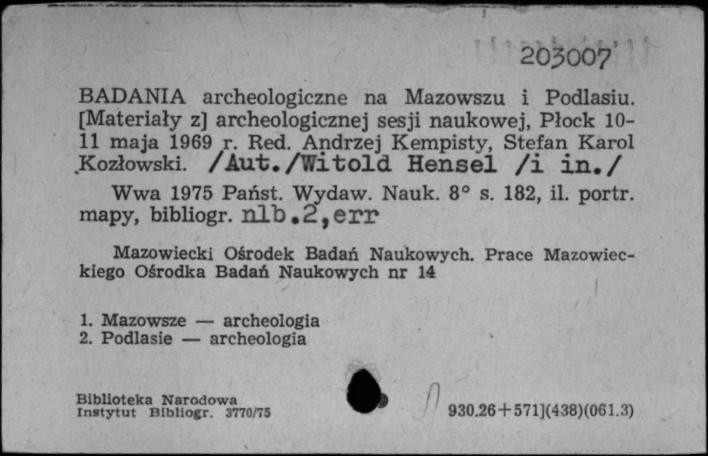 203007
BADANIA archeologiczne na Mazowszu i Podlasiu.
[Materiały z] archeologicznej sesji naukowej, Płock 10-
11 maja 1969 r. Red. Andrzej Kempisty, Stefan Karol
Kozłowski. /Aut./Witold Hensel /i in./
Wwa 1975 Państ. Wydaw. Nauk. 8° s. 182, il. portr.
mapy, bibliogr. nlb.2,err
Mazowiecki Ośrodek Badań Naukowych. Prace Mazowiec-
kiego Ośrodka Badań Naukowych nr 14
1. Mazowsze — archeologia
2. Podlasie — archeologia
Biblioteka Narodowa
Instytut Bibliogr. 3770/75
930.26+571](438)(061.3)